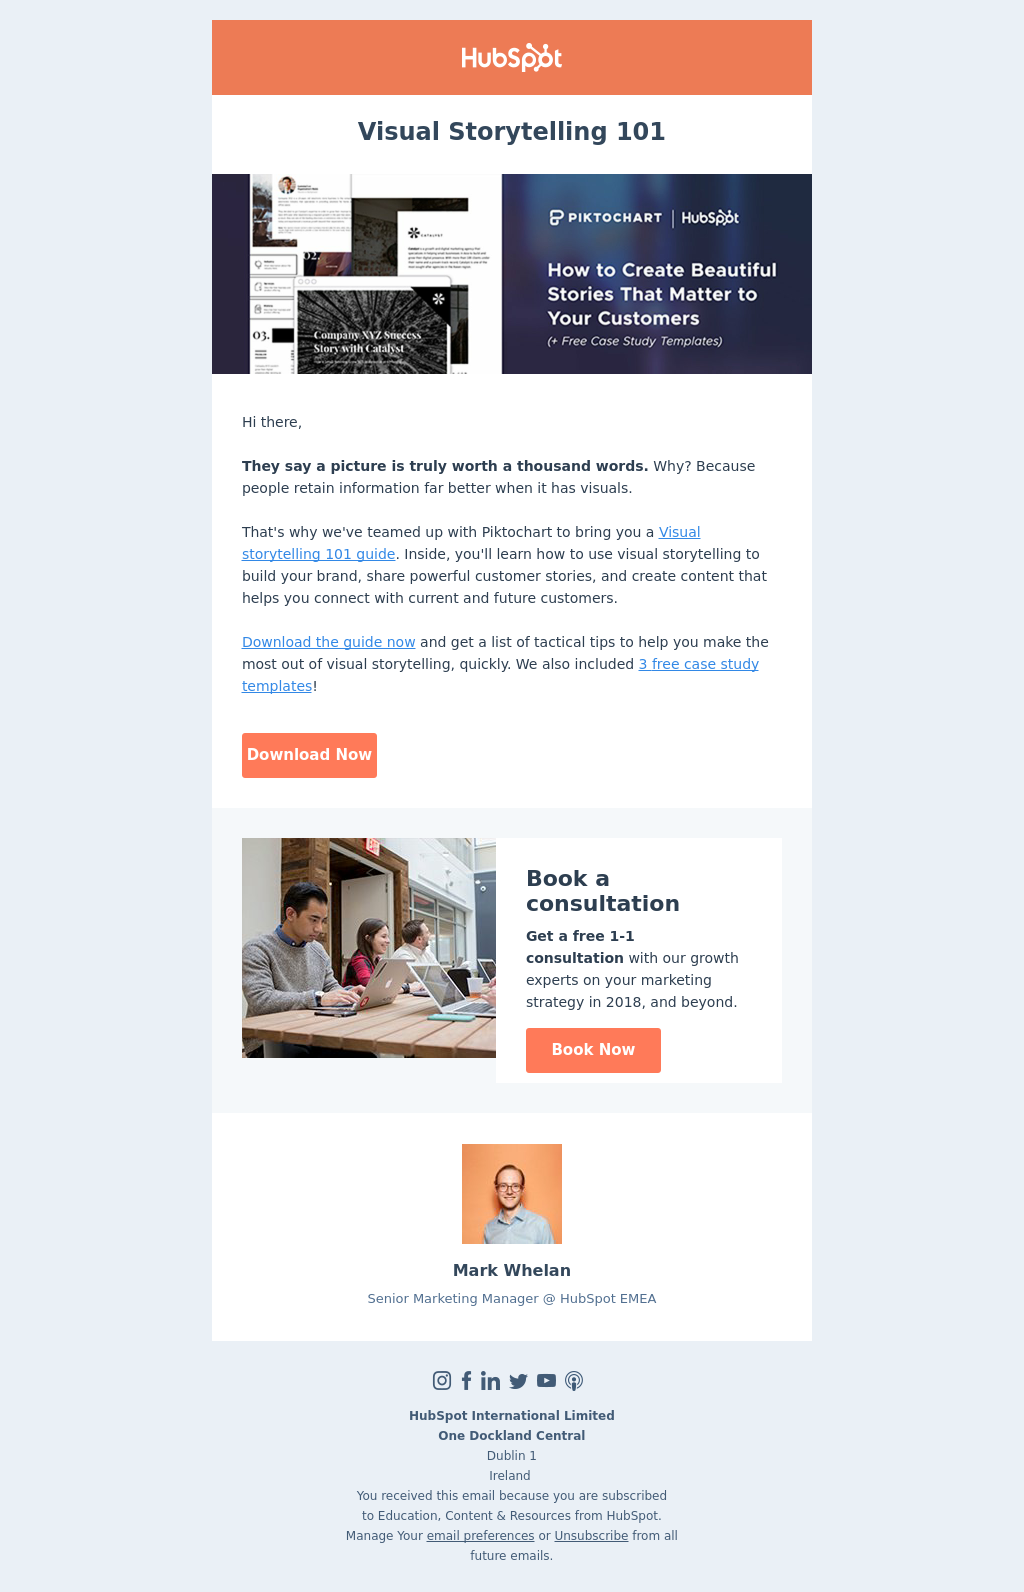 HubSpot
Visual Storytelling 101
PIKTOCHART | HubSpot
How to Create Beautiful
Stories That Matter to
Your Customers
(+ Free Case Study Templates)
02.
CATALYST
03.
Company XYZ Success
Story with Catalyst
Hi there,
They say a picture is truly worth a thousand words. Why? Because
people retain information far better when it has visuals.
That's why we've teamed up with Piktochart to bring you a Visual
storytelling 101 guide. Inside, you'll learn how to use visual storytelling to
build your brand, share powerful customer stories, and create content that
helps you connect with current and future customers.
Download the guide now and get a list of tactical tips to help you make the
most out of visual storytelling, quickly. We also included 3 free case study
templates!
Download Now
EXIT
Book a
consultation
Get a free 1-1
consultation with our growth
experts on your marketing
strategy in 2018, and beyond.
Book Now
Mark Whelan
Senior Marketing Manager @ HubSpot EMEA
HubSpot International Limited
One Dockland Central
Dublin 1
Ireland
You received this email because you are subscribed
to Education, Content & Resources from HubSpot.
Manage Your email preferences or Unsubscribe from all
future emails.